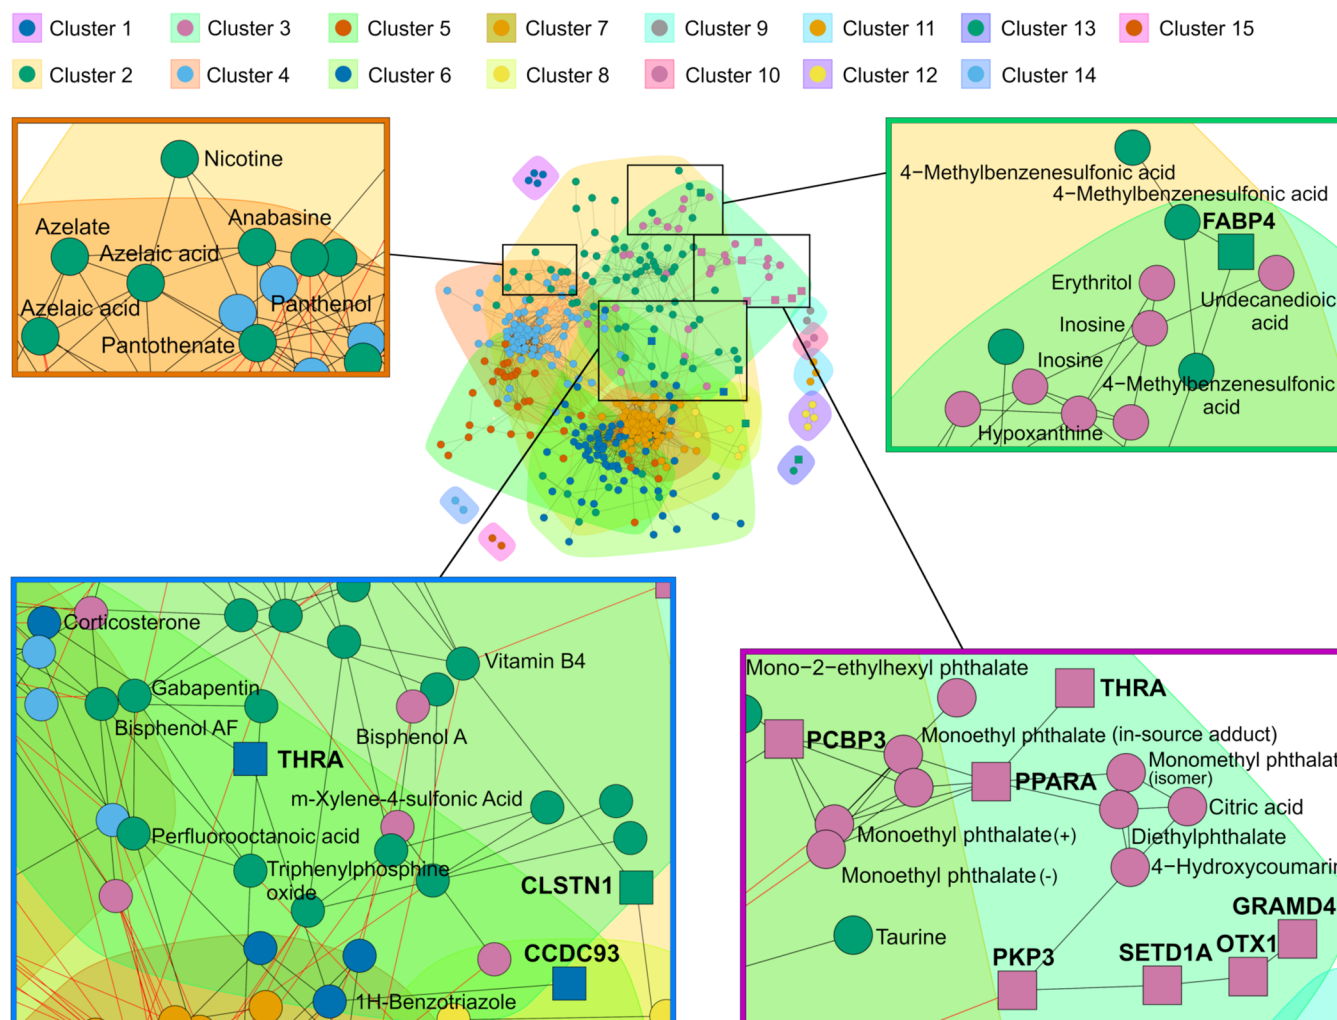 Cluster 1
Cluster 3
Cluster 5
Cluster 7
Cluster 9
Cluster 11
Cluster 13
Cluster 15
Cluster 2
Cluster 4
Cluster 6
Cluster 8
Cluster 10
Cluster 12
Cluster 14
Nicotine
Azelate
Anabasine
Azelaic acid
Azelaic acid
Panthenol
Pantothenate
4−Methylbenzenesulfonic acid
4−Methylbenzenesulfonic acid
FABP4
Erythritol
Undecanedioic
acid
Inosine
Inosine
4−Methylbenzenesulfonic
acid
Hypoxanthine
Corticosterone
Vitamin B4
Gabapentin
Bisphenol AF
Bisphenol A
THRA
m-Xylene-4-sulfonic Acid
Perfluorooctanoic acid
Triphenylphosphine
oxide
CLSTN1
CCDC93
1H-Benzotriazole
Mono−2−ethylhexyl phthalate
THRA
PCBP3
Monoethyl phthalate (in-source adduct)
Monomethyl phthalat
(isomer)
PPARA
Citric acid
Monoethyl phthalate (+)
Diethylphthalate
Monoethyl phthalate (-)
4−Hydroxycoumarin
GRAMD4
Taurine
OTX1
SETD1A
PKP3